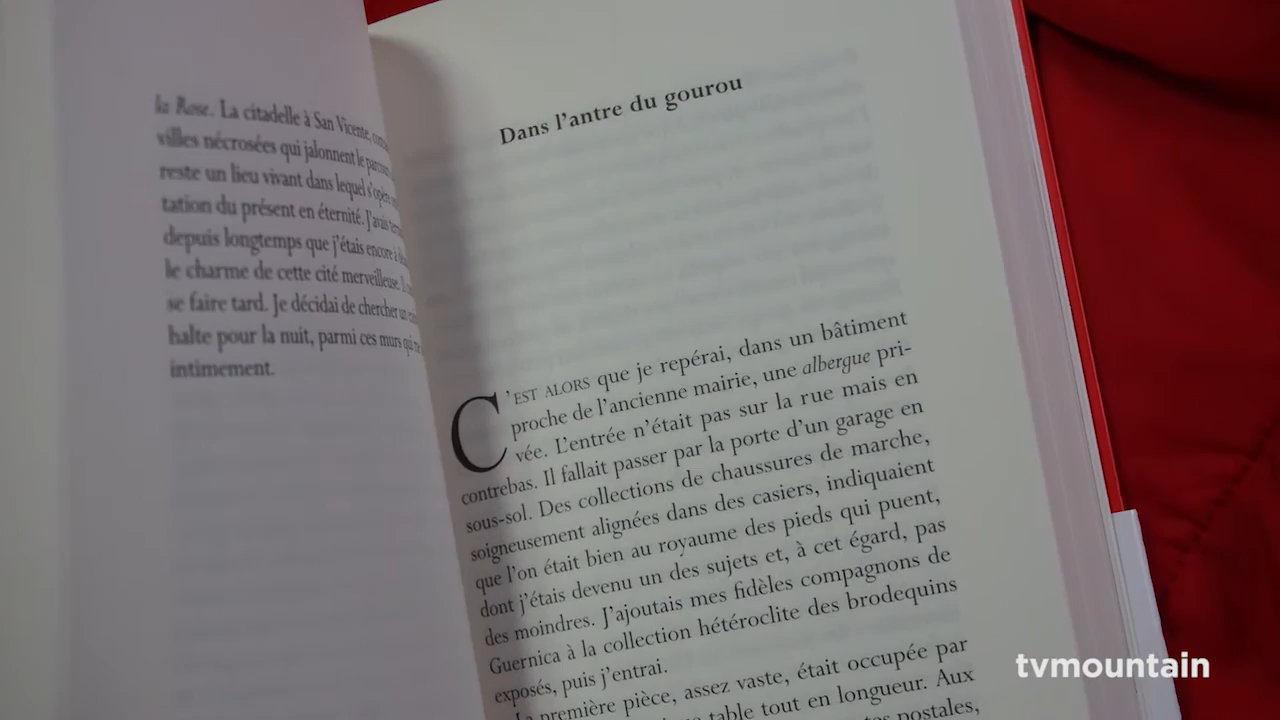 la Rose. La citadelle à San Vicente,
villes nécrosées qui jalonnent le
reste un lieu vivant dans lequel s'opère
tation du présent en éternité. J'avais
depuis longtemps que j'étais encore à
le charme de cette cité merveilleuse.
se faire tard. Je décidai de chercher
halte pour la nuit, parmi ces murs qui
intimement.
Dans l'antre du gourou
C'EST ALORS que je repérai, dans un bâtiment
proche de l'ancienne mairie, une albergue pri-
vée. L'entrée n'était pas sur la rue mais en
contrebas. Il fallait passer par la porte d'un garage en
sous-sol. Des collections de chaussures de marche,
soigneusement alignées dans des casiers, indiquaient
que l'on était bien au royaume des pieds qui puent,
dont j'étais devenu un des sujets et, à cet égard, pas
des moindres. J'ajoutais mes fidèles compagnons de
Guernica à la collection hétéroclite des brodequins
exposés, puis j'entrai.
La première pièce, assez vaste, était occupée par
table tout en longueur. Aux
postales,
tvmountain